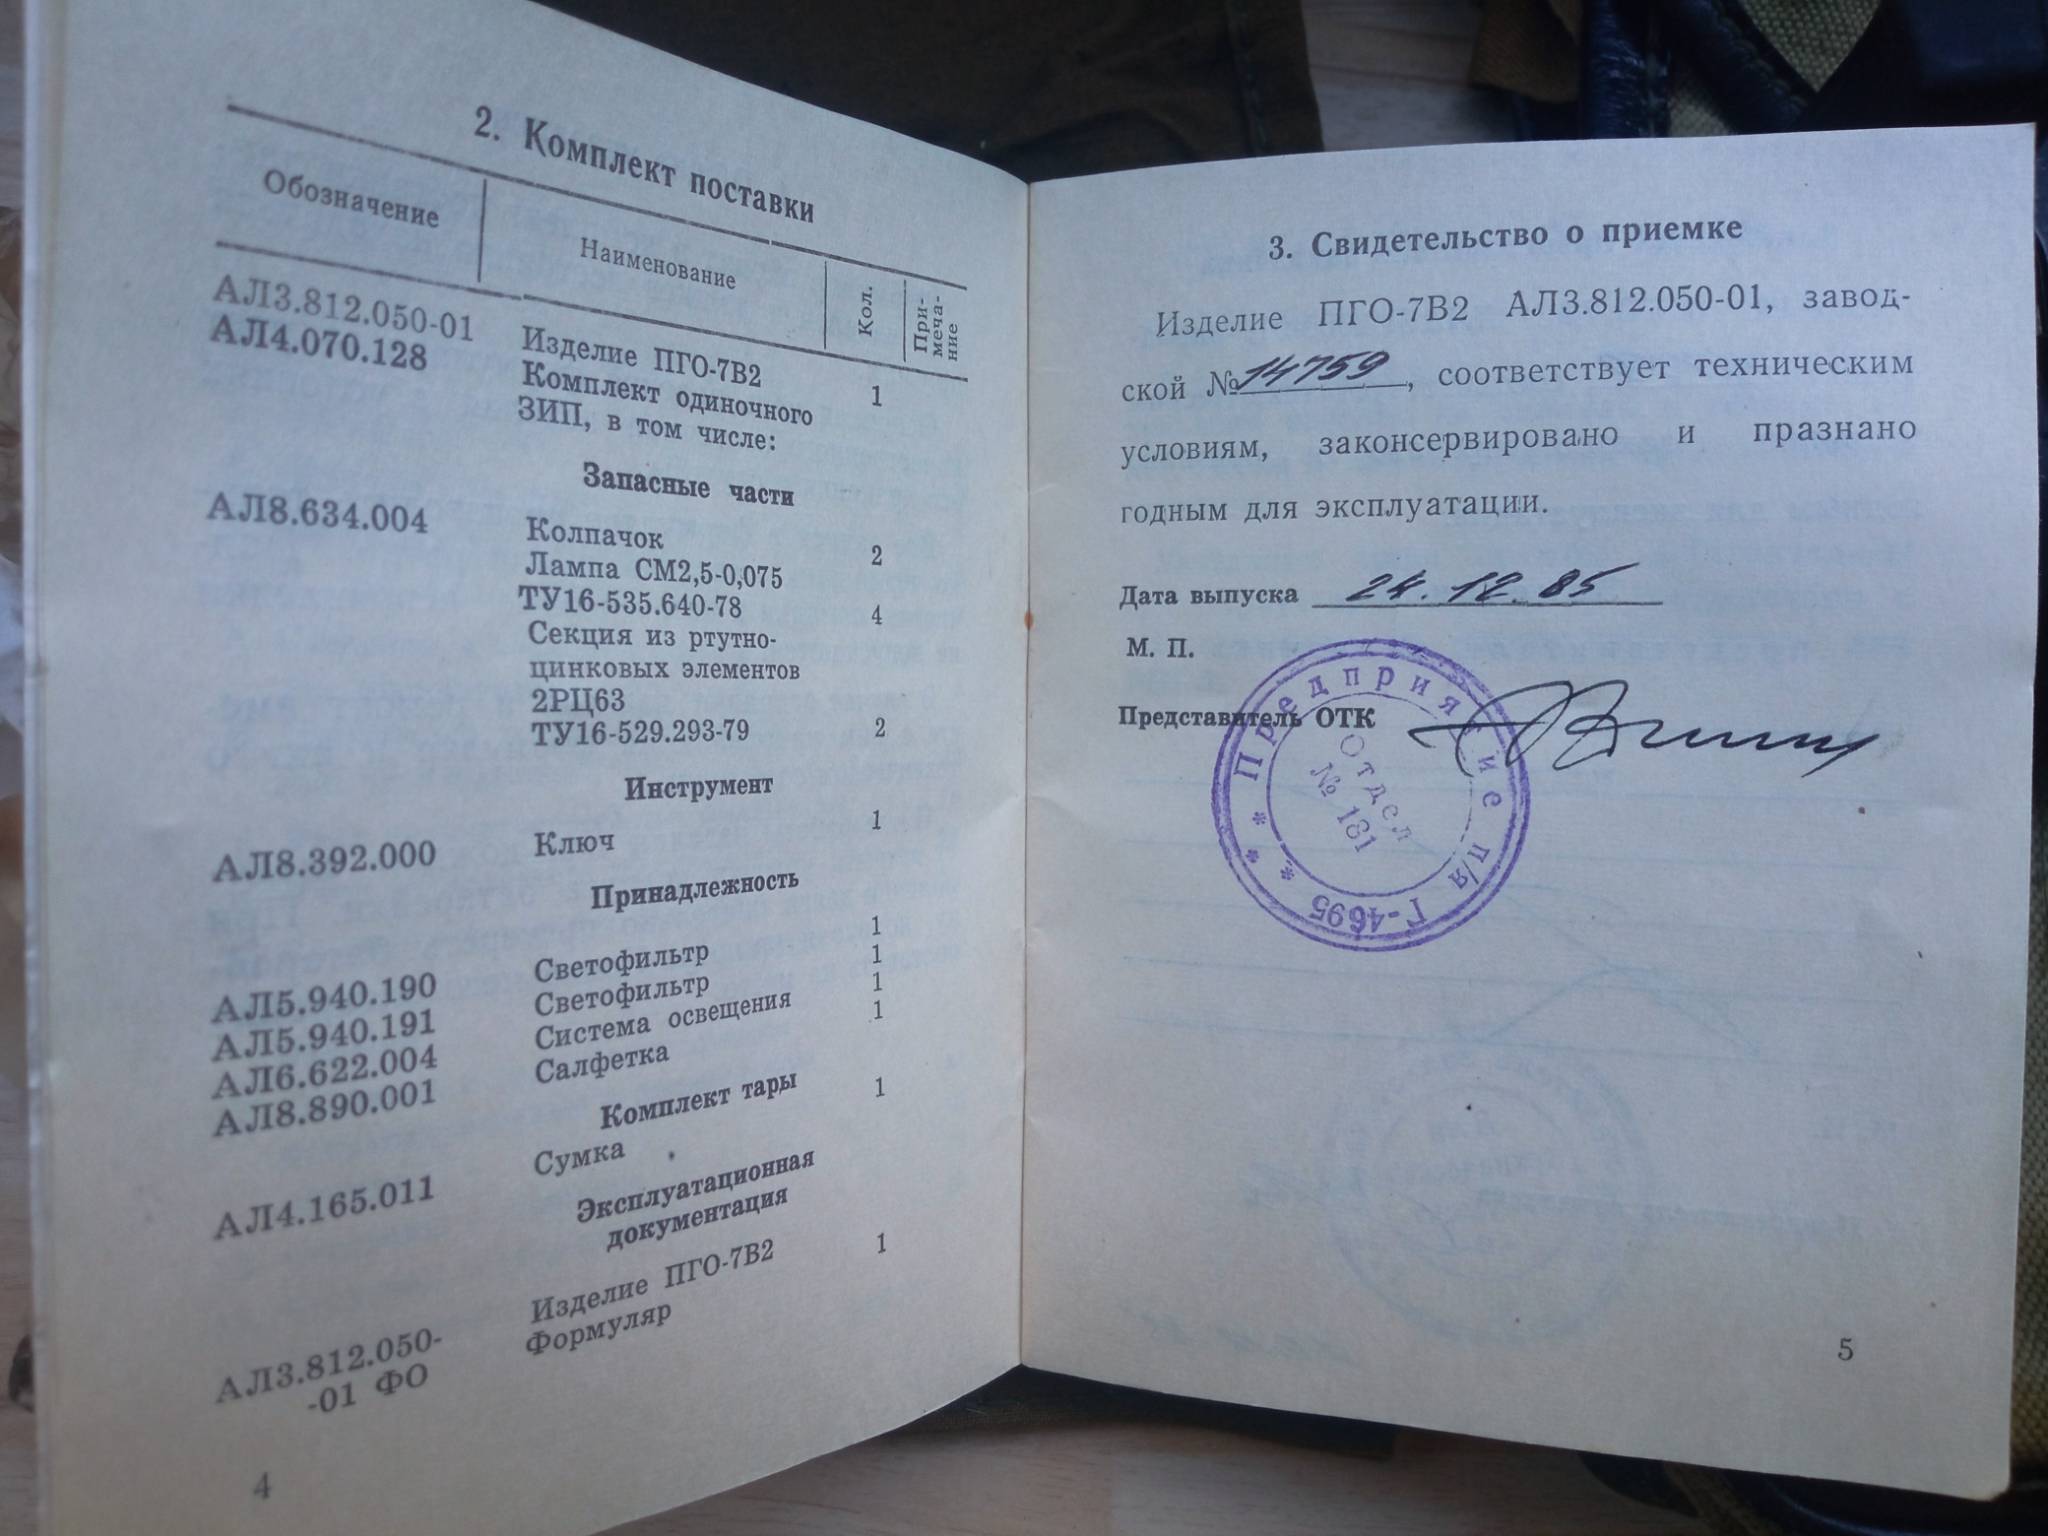 2. Комплект поставки
Обозначение Наименование Кол. При-
меча-
ние
АЛ3.812.050-01 Изделие ПГО-7В2 1
АЛ4.070.128 Комплект одиночного
ЗИП, в том числе:
Запасные части
АЛ8.634.004 Колпачок 2
Лампа СМ2,5-0,075
ТУ16-535.640-78 4
Секция из ртутно-
цинковых элементов
2РЦ63
ТУ16-529.293-79 2
Инструмент
АЛ8.392.000 Ключ 1
Принадлежность
АЛ5.940.190 Светофильтр 1
АЛ5.940.191 Светофильтр 1
АЛ6.622.004 Система освещения 1
АЛ8.890.001 Салфетка 1
Комплект тары
АЛ4.165.011 Сумка 1
Эксплуатационная
документация
АЛ3.812.050- Изделие ПГО-7В2 1
-01 ФО Формуляр
4
3. Свидетельство о приемке
Изделие ПГО-7В2 АЛ3.812.050-01, завод-
ской № 14759, соответствует техническим
условиям, законсервировано и празнано
годным для эксплуатации.
Дата выпуска 24.12.85
М. П.
Представитель ОТК
* * Предприятие п/я Г-4695 * *
Отдел
№ 181
5